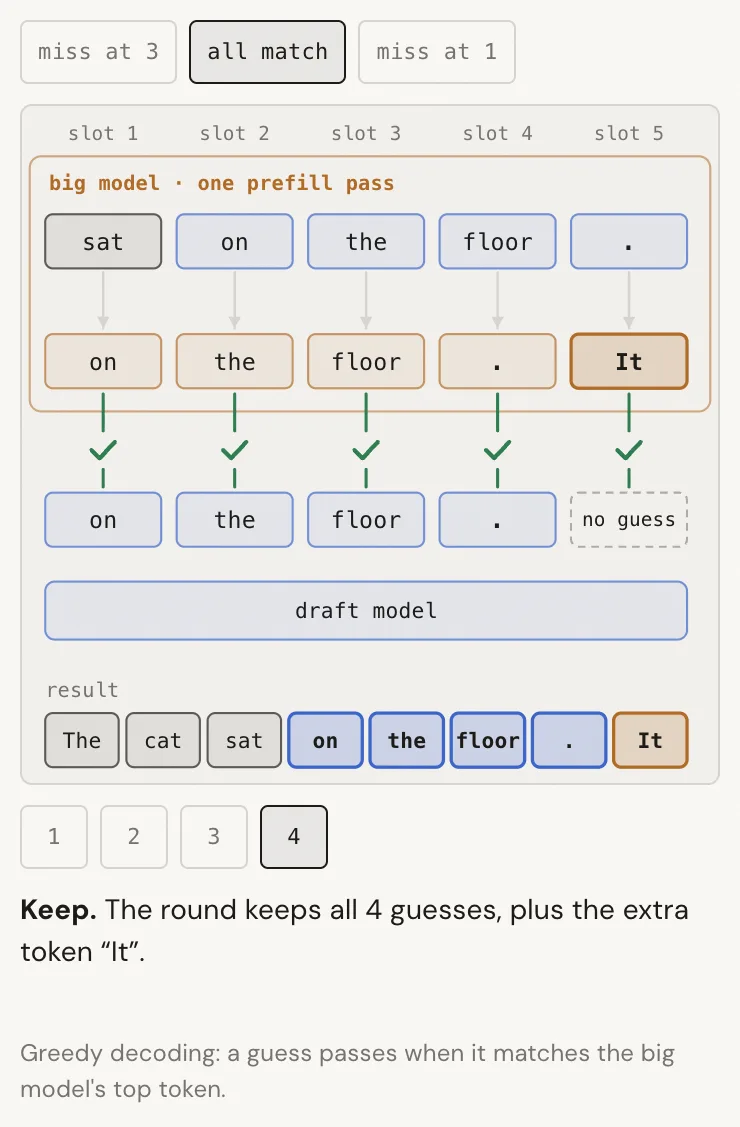 miss at 3 all match miss at 1
slot 1 slot 2 slot 3 slot 4 slot 5
big model · one prefill pass
sat on the floor .
on the floor . It
on the floor . no guess
draft model
result
The cat sat on the floor . It
1 2 3 4
Keep. The round keeps all 4 guesses, plus the extra
token “It”.
Greedy decoding: a guess passes when it matches the big
model's top token.